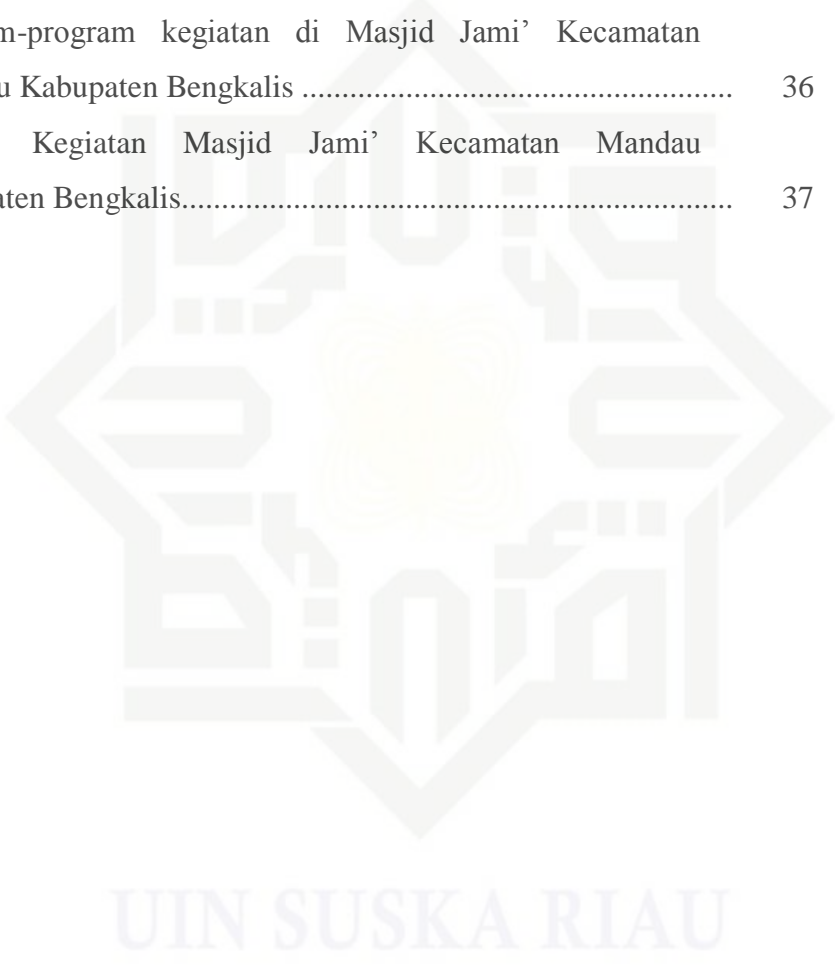 m-program kegiatan di Masjid Jami’ Kecamatan
u Kabupaten Bengkalis ...................................................... 36
Kegiatan Masjid Jami’ Kecamatan Mandau
aten Bengkalis..................................................................... 37
UIN SUSKA RIAU